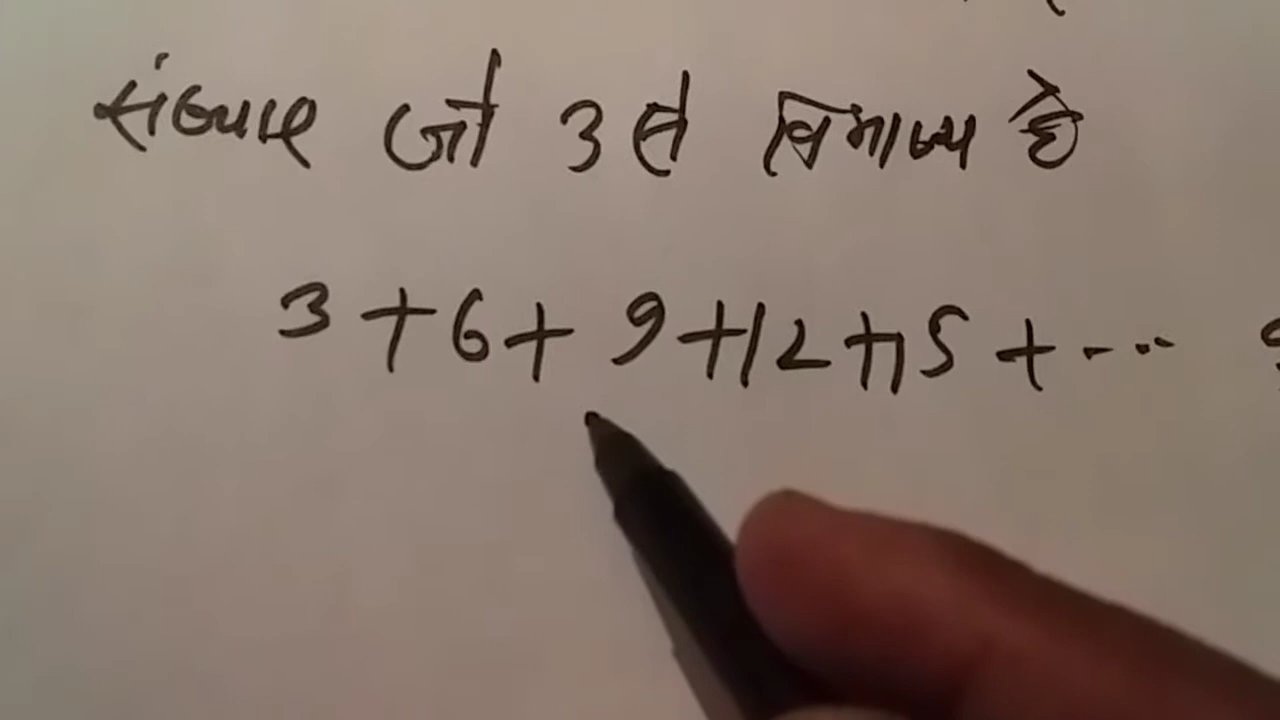 संख्याए जो 3 से विभाज्य है
3 + 6 + 9 + 12 + 15 + ...